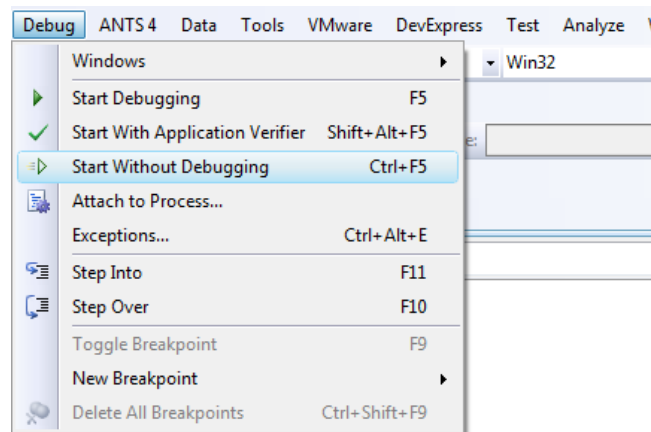 Debug ANTS 4 Data Tools VMware DevExpress Test Analyze
Windows
Win32
Start Debugging F5
Start With Application Verifier Shift+Alt+F5
e:
Start Without Debugging Ctrl+F5
Attach to Process...
Exceptions... Ctrl+Alt+E
Step Into F11
Step Over F10
Toggle Breakpoint F9
New Breakpoint
Delete All Breakpoints Ctrl+Shift+F9